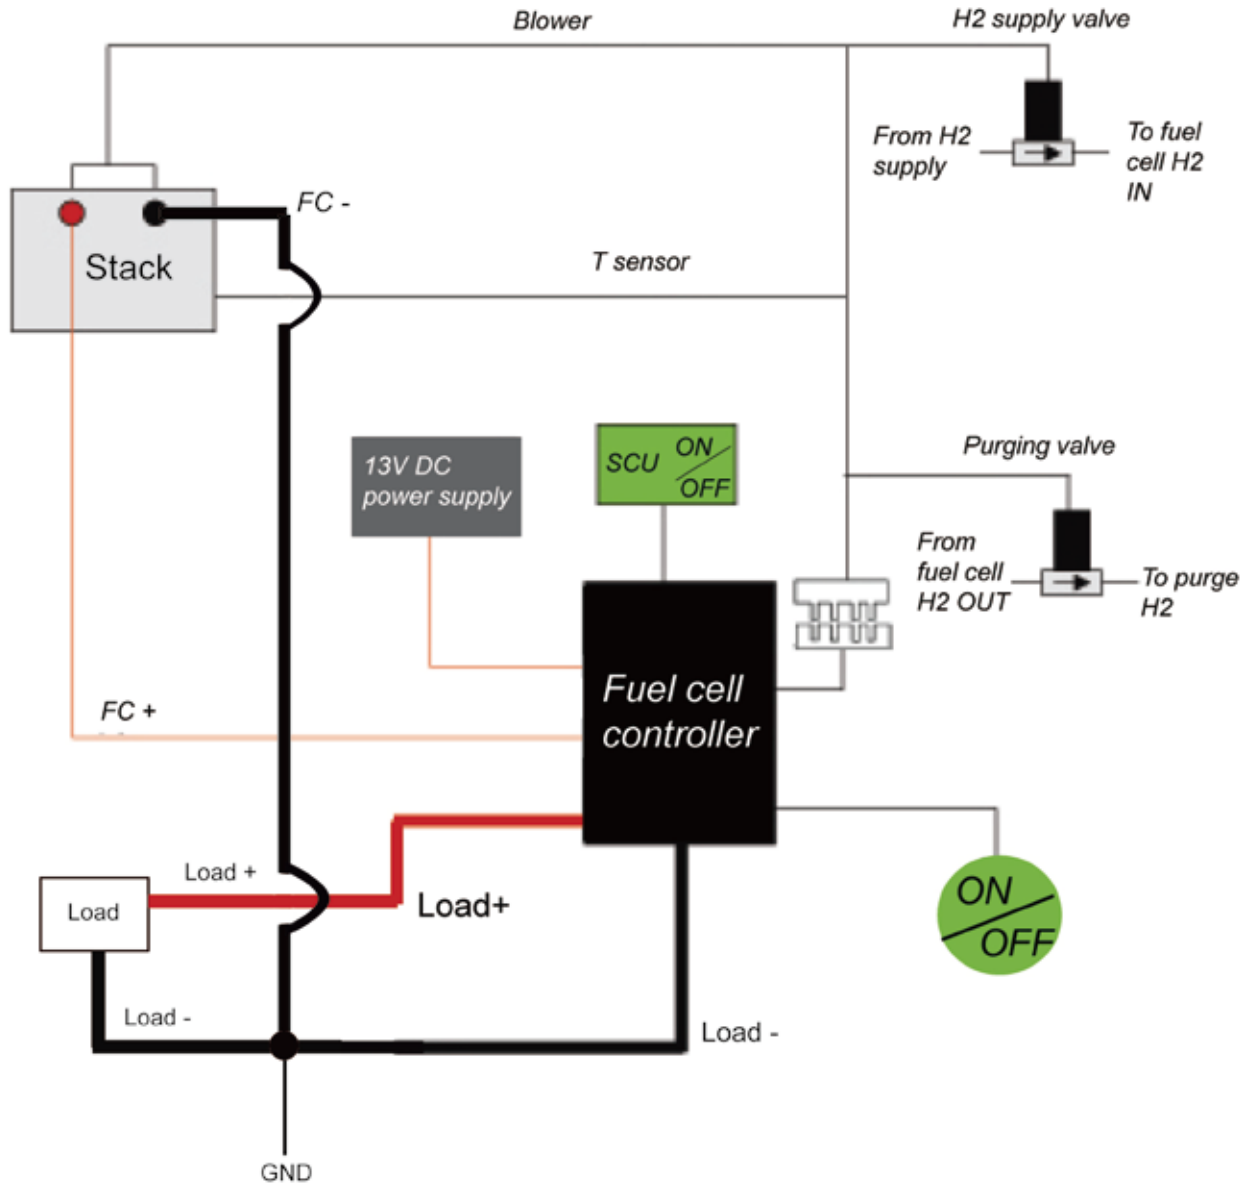 Blower
H2 supply valve
From H2
supply
To fuel
cell H2
IN
FC -
Stack
T sensor
13V DC
power supply
SCU ON
OFF
Purging valve
From
fuel cell
H2 OUT
To purge
H2
Fuel cell
controller
FC +
Load +
Load
Load+
ON
OFF
Load -
Load -
GND